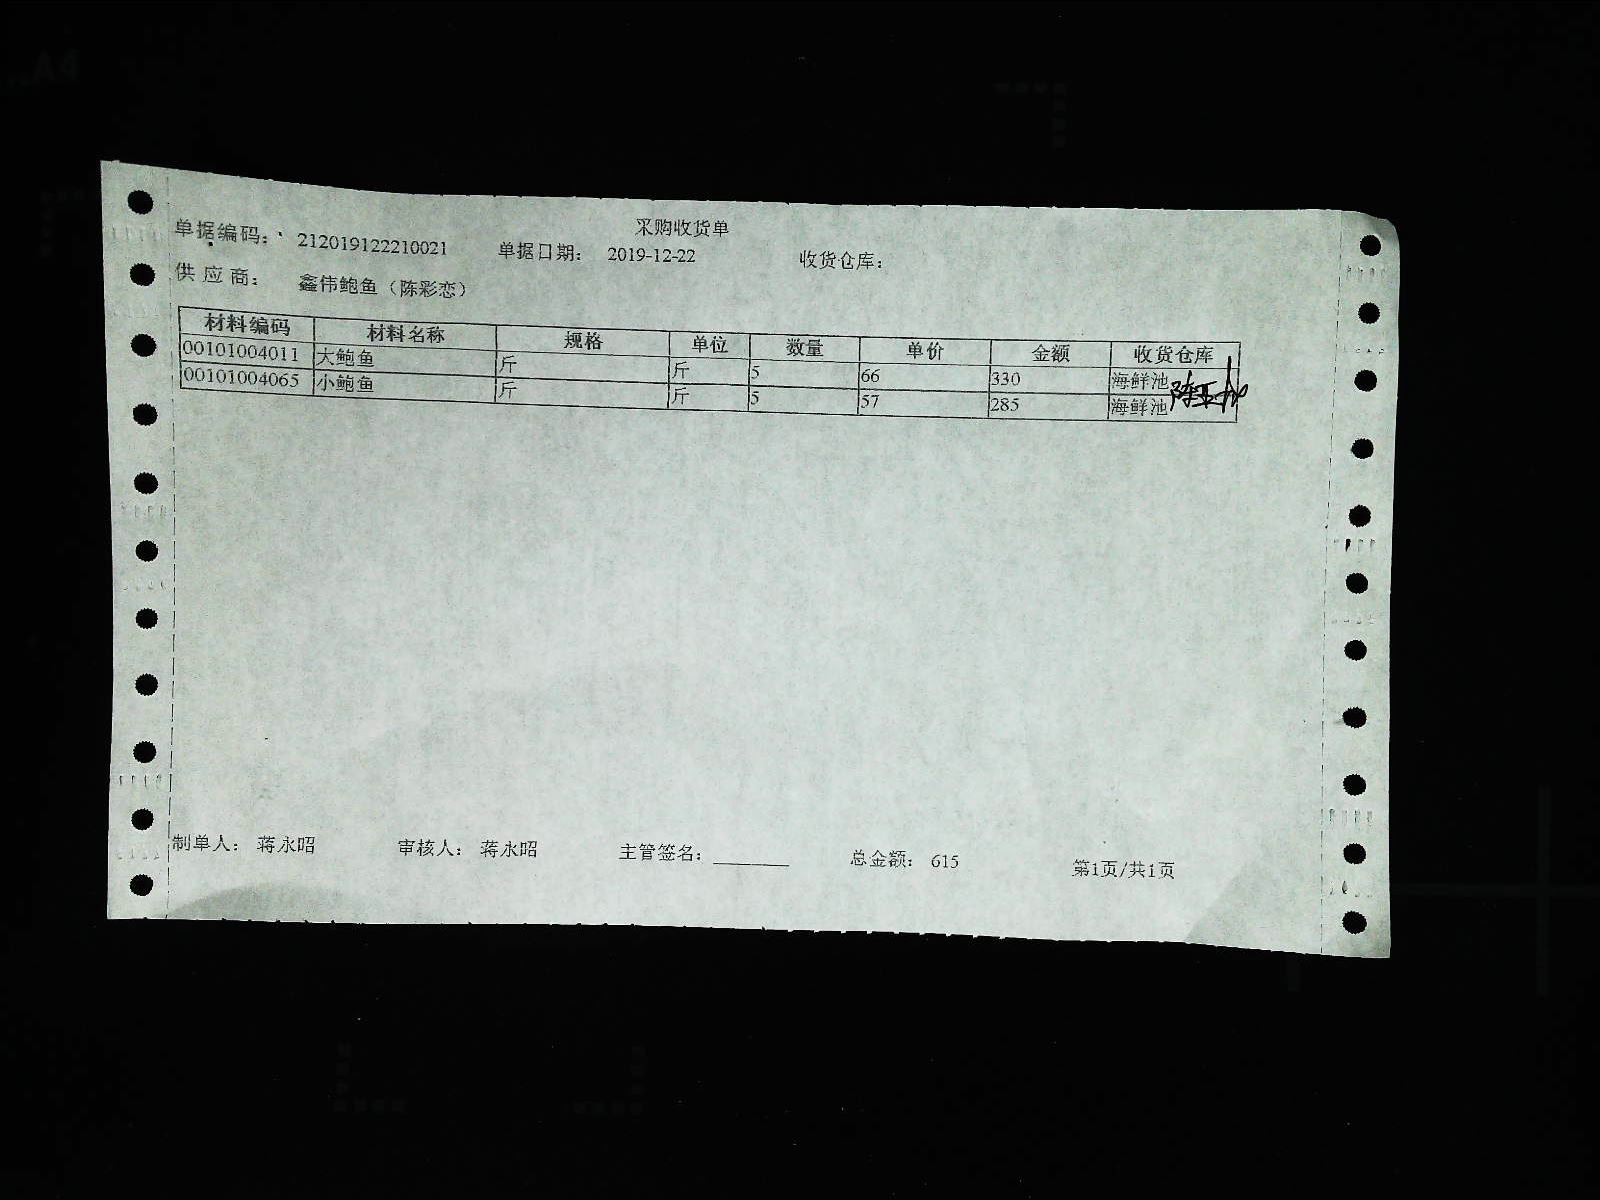 采购收货单
单据编码： 212019122210021 单据日期： 2019-12-22 收货仓库：
供应商： 鑫伟鲍鱼（陈彩恋）
材料编码 材料名称 规格 单位 数量 单价 金额 收货仓库
00101004011 大鲍鱼 斤 斤 5 66 330 海鲜池
00101004065 小鲍鱼 斤 斤 5 57 285 海鲜池
制单人： 蒋永昭 审核人： 蒋永昭 主管签名：________ 总金额： 615 第1页/共1页